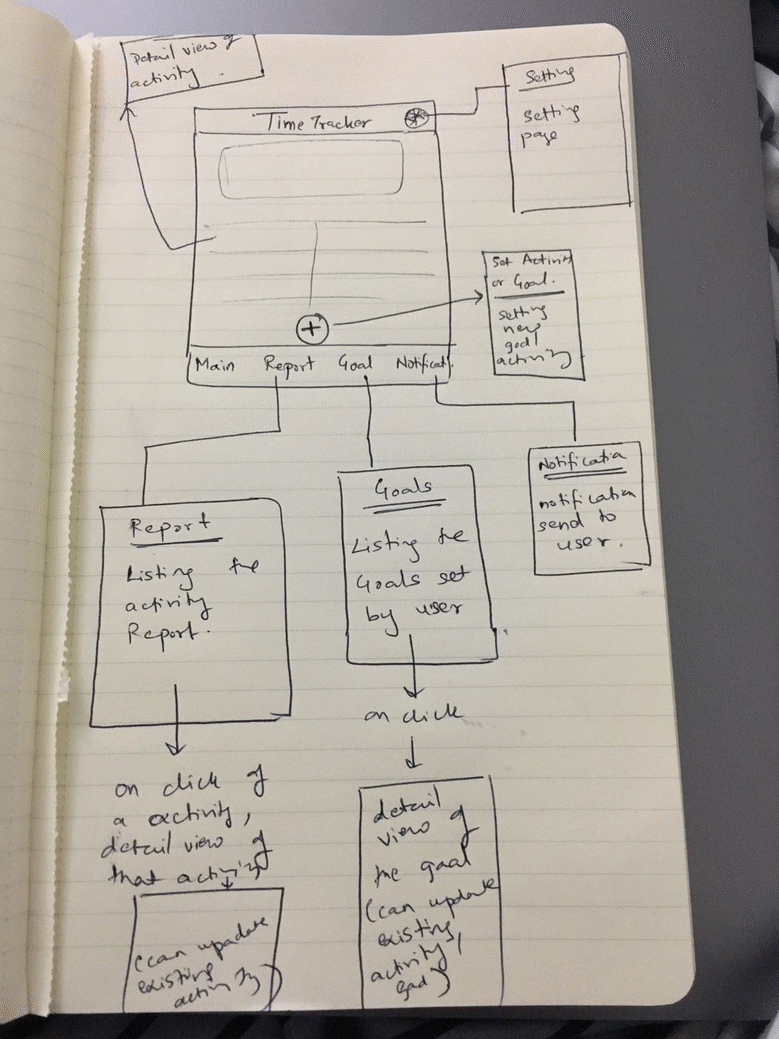 Detail view of
activity.
Setting
setting
page
Time Tracker
Set Activity
or Goal.
setting
new
goal
activity
+
Main Report Goal Notificati.
Notification
notification
send to
user.
Goals
Listing the
Goals set
by user
Report
Listing the
activity
Report.
on click
on click of
a activity,
detail view of
that activity
detail
view of
the goal
(can update
existing
activity,
goal)
(can upadate
existing
activity)